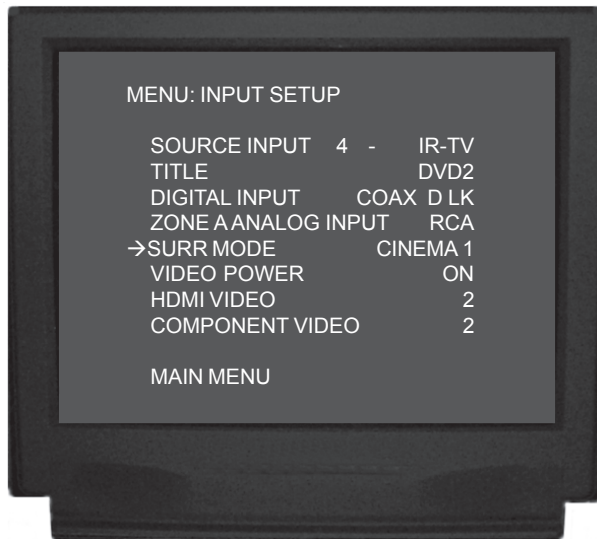 MENU: INPUT SETUP
SOURCE INPUT 4 - IR-TV
TITLE DVD2
DIGITAL INPUT COAX D LK
ZONE A ANALOG INPUT RCA
→SURR MODE CINEMA 1
VIDEO POWER ON
HDMI VIDEO 2
COMPONENT VIDEO 2
MAIN MENU